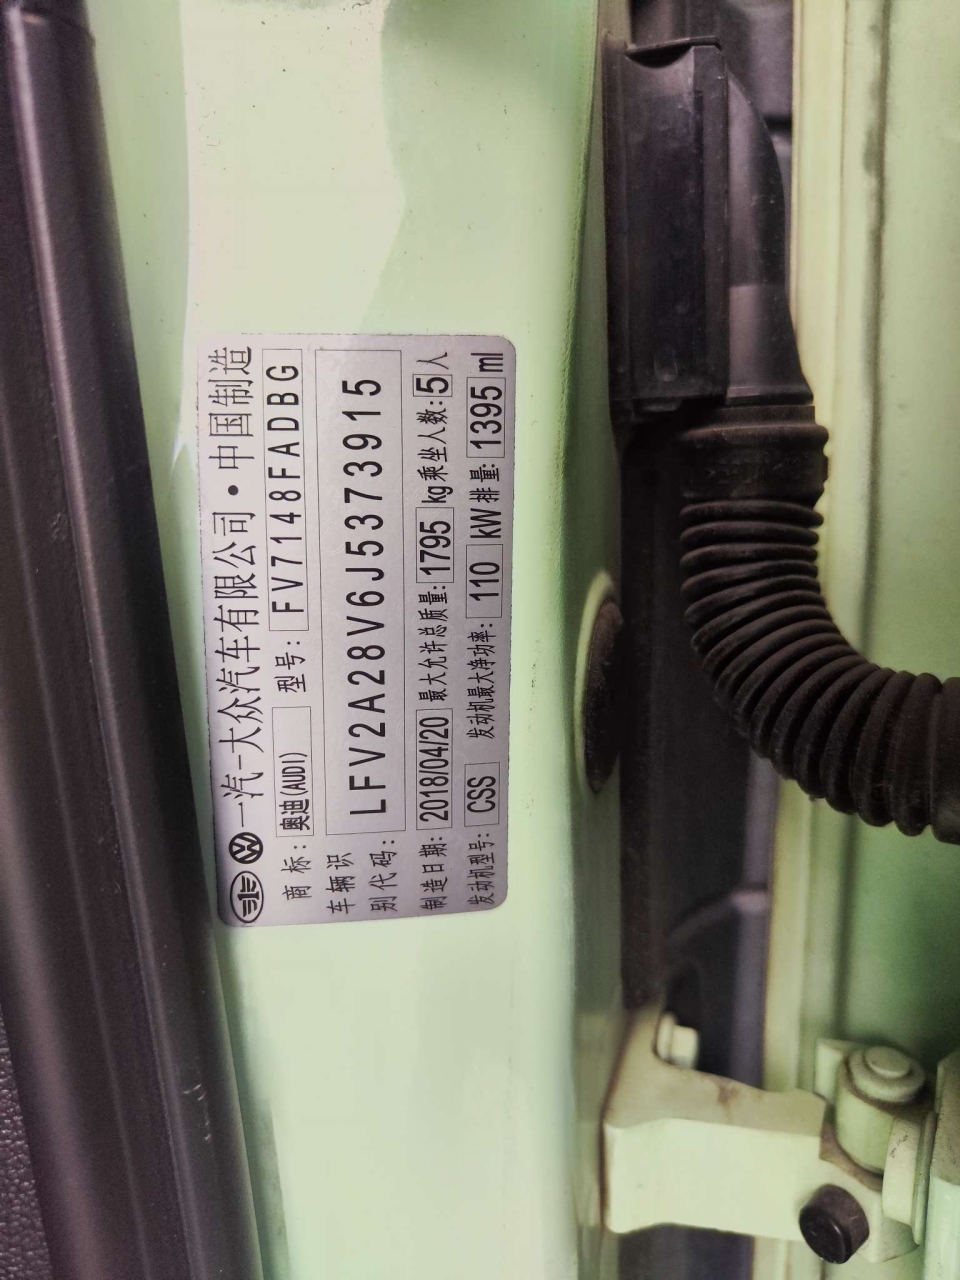 一汽-大众汽车有限公司·中国制造
商标: 奥迪(AUDI) 型号: FV7148FADBG
车辆识别代码: LFV2A28V6J5373915
制造日期: 2018/04/20 最大允许总质量: 1795 kg 乘坐人数: 5 人
发动机型号: CSS 发动机最大净功率: 110 kW 排量: 1395 ml